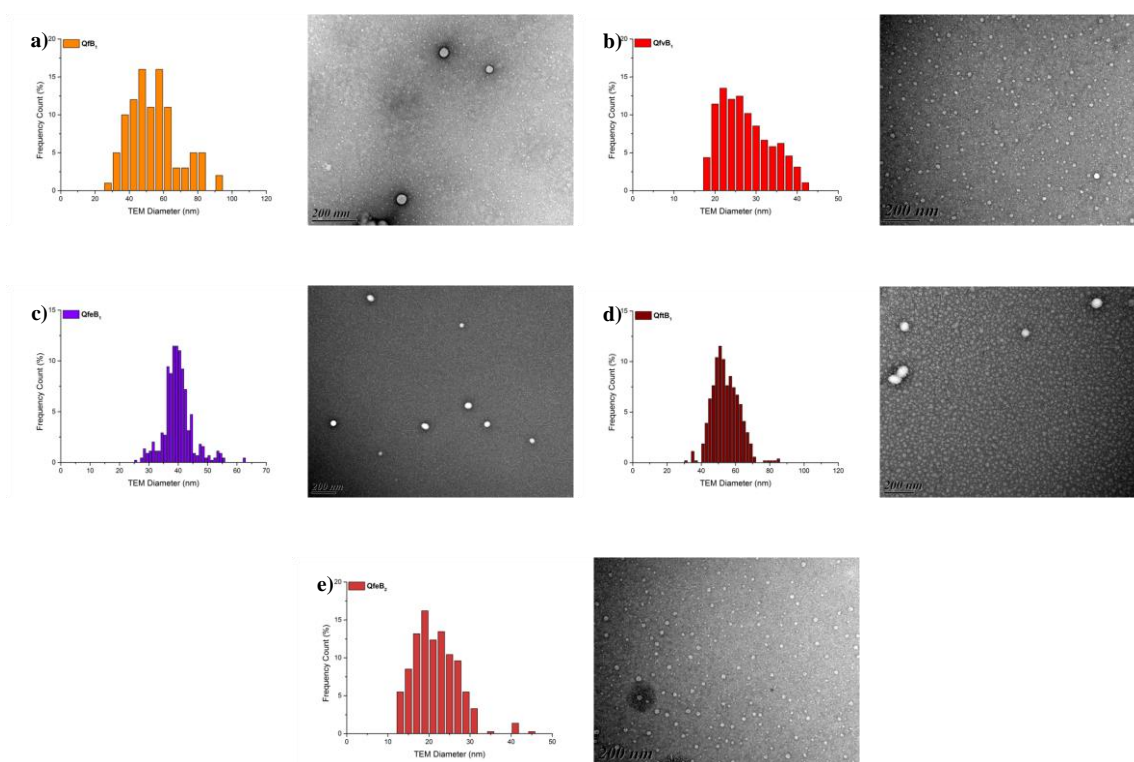 a)
QfB₁
Frequency Count (%)
20
15
10
5
0
0 20 40 60 80 100 120
TEM Diameter (nm)
200 nm
b)
QfvB₁
Frequency Count (%)
20
15
10
5
0
0 10 20 30 40 50
TEM Diameter (nm)
200 nm
c)
QfeB₁
Frequency Count (%)
15
10
5
0
0 10 20 30 40 50 60 70
TEM Diameter (nm)
200 nm
d)
QftB₁
Frequency Count (%)
15
10
5
0
0 20 40 60 80 100 120
TEM Diameter (nm)
200 nm
e)
QfeB₂
Frequency Count (%)
20
15
10
5
0
0 10 20 30 40 50
TEM Diameter (nm)
200 nm